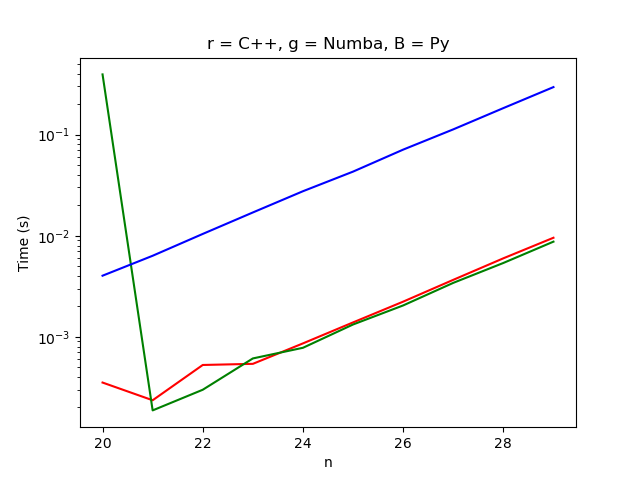 r = C++, g = Numba, B = Py
10⁻¹
10⁻²
10⁻³
Time (s)
20 22 24 26 28
n